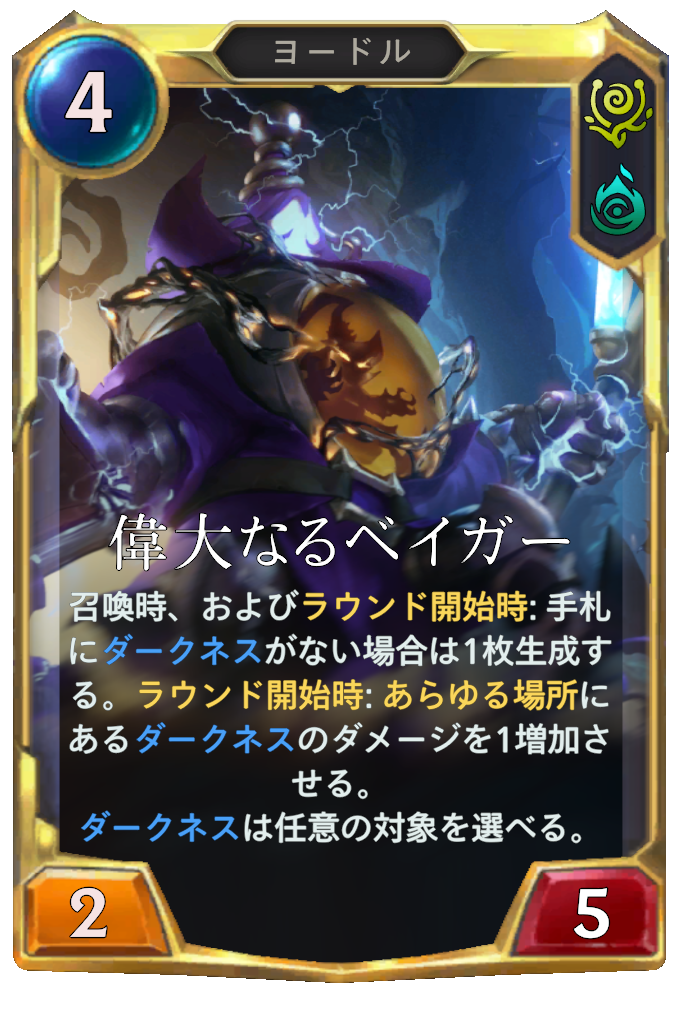 ヨードル
4
偉大なるベイガー
召喚時、およびラウンド開始時: 手札
にダークネスがない場合は1枚生成す
る。ラウンド開始時: あらゆる場所に
あるダークネスのダメージを1増加さ
せる。
ダークネスは任意の対象を選べる。
2
5